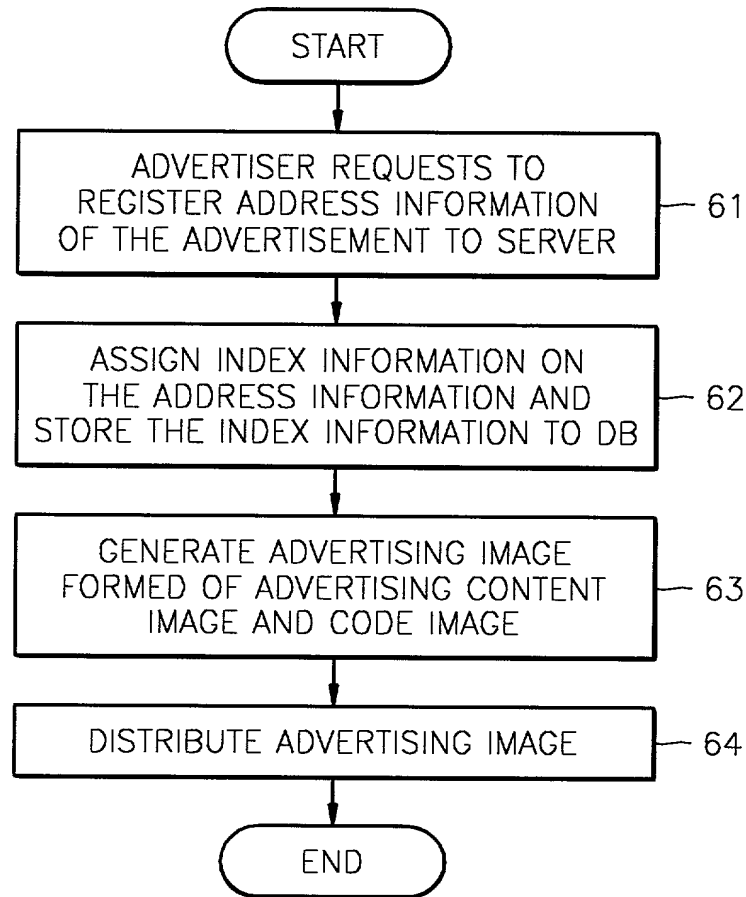 START
ADVERTISER REQUESTS TO
REGISTER ADDRESS INFORMATION
OF THE ADVERTISEMENT TO SERVER
61
ASSIGN INDEX INFORMATION ON
THE ADDRESS INFORMATION AND
STORE THE INDEX INFORMATION TO DB
62
GENERATE ADVERTISING IMAGE
FORMED OF ADVERTISING CONTENT
IMAGE AND CODE IMAGE
63
DISTRIBUTE ADVERTISING IMAGE
64
END